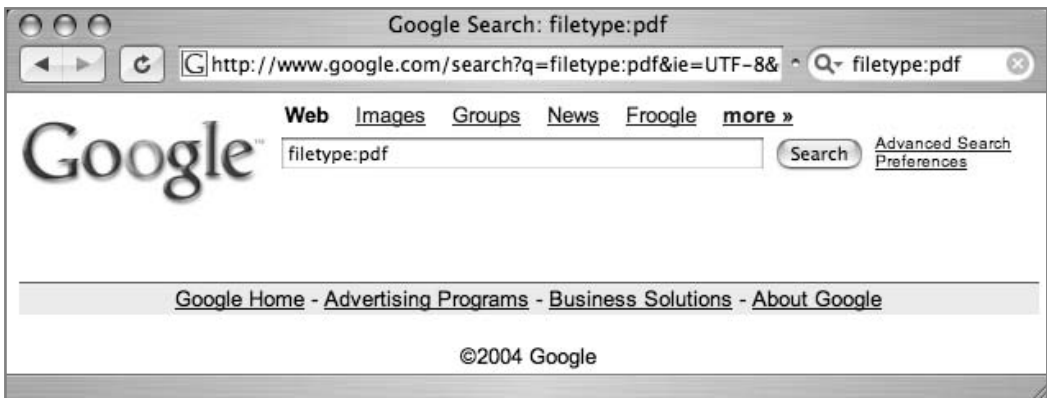 Google Search: filetype:pdf
G http://www.google.com/search?q=filetype:pdf&ie=UTF-8& Q filetype:pdf
Web Images Groups News Froogle more »
Google™
filetype:pdf Search Advanced Search
Preferences
Google Home - Advertising Programs - Business Solutions - About Google
©2004 Google